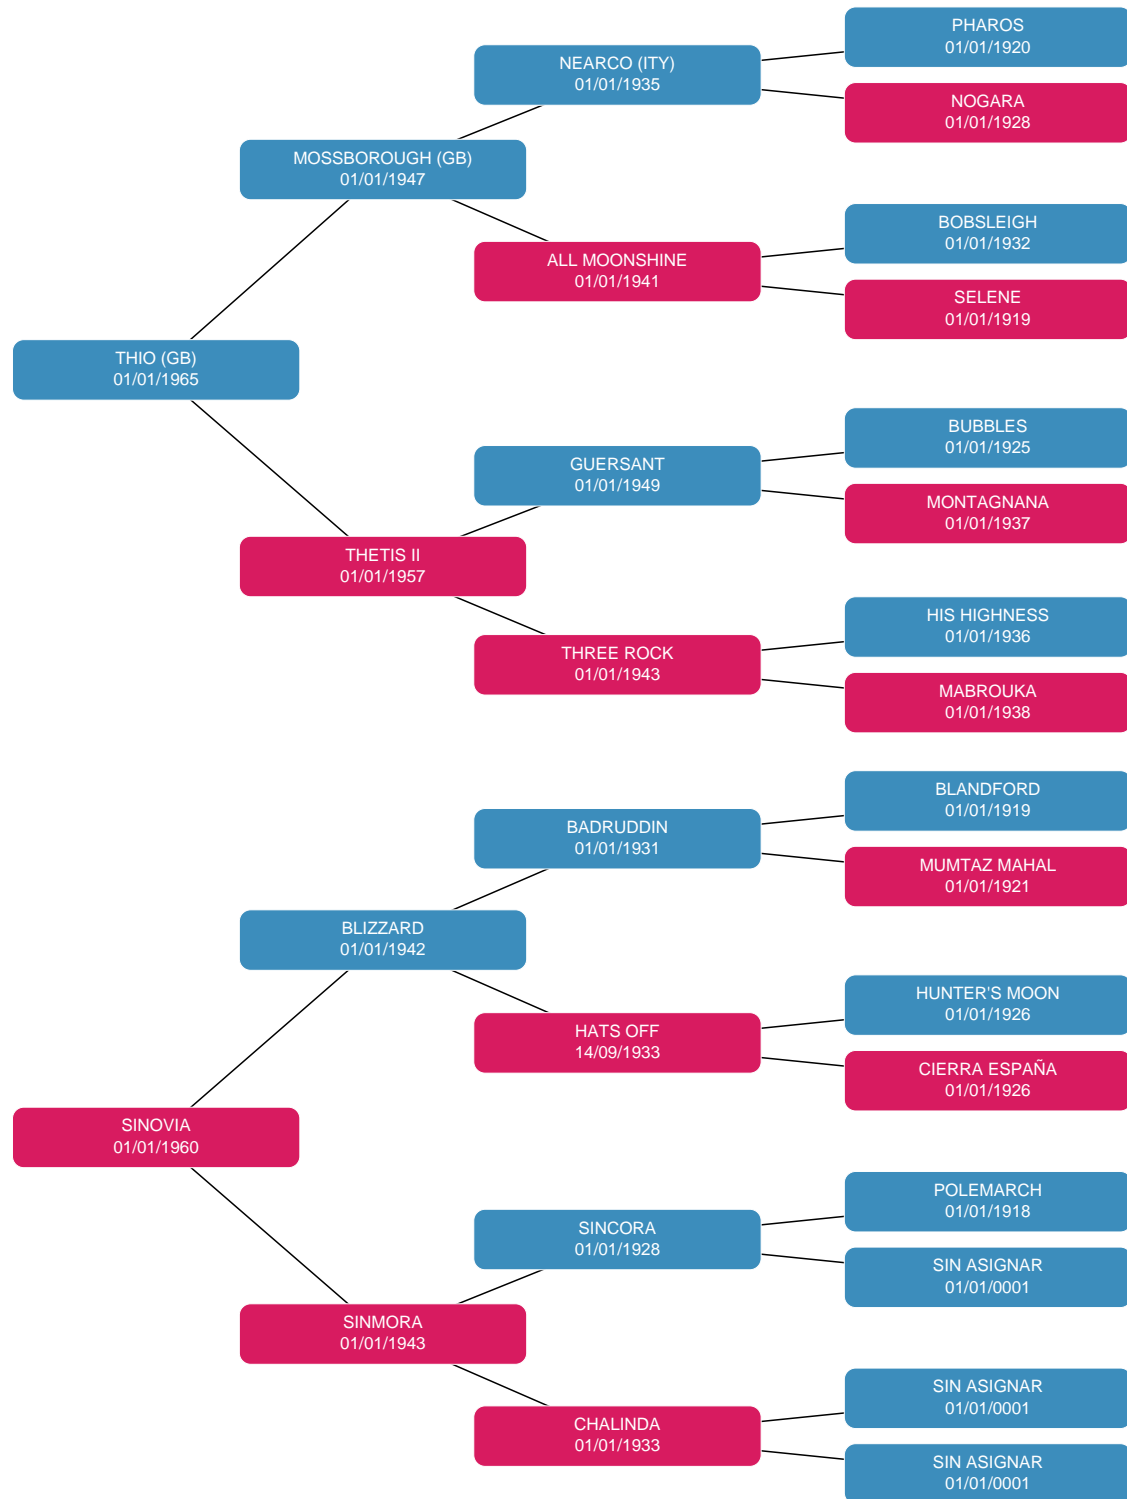 PHAROS
01/01/1920
NEARCO (ITY)
01/01/1935
NOGARA
01/01/1928
MOSSBOROUGH (GB)
01/01/1947
BOBSLEIGH
01/01/1932
ALL MOONSHINE
01/01/1941
SELENE
01/01/1919
THIO (GB)
01/01/1965
BUBBLES
01/01/1925
GUERSANT
01/01/1949
MONTAGNANA
01/01/1937
THETIS II
01/01/1957
HIS HIGHNESS
01/01/1936
THREE ROCK
01/01/1943
MABROUKA
01/01/1938
BLANDFORD
01/01/1919
BADRUDDIN
01/01/1931
MUMTAZ MAHAL
01/01/1921
BLIZZARD
01/01/1942
HUNTER'S MOON
01/01/1926
HATS OFF
14/09/1933
CIERRA ESPAÑA
01/01/1926
SINOVIA
01/01/1960
POLEMARCH
01/01/1918
SINCORA
01/01/1928
SIN ASIGNAR
01/01/0001
SINMORA
01/01/1943
SIN ASIGNAR
01/01/0001
CHALINDA
01/01/1933
SIN ASIGNAR
01/01/0001